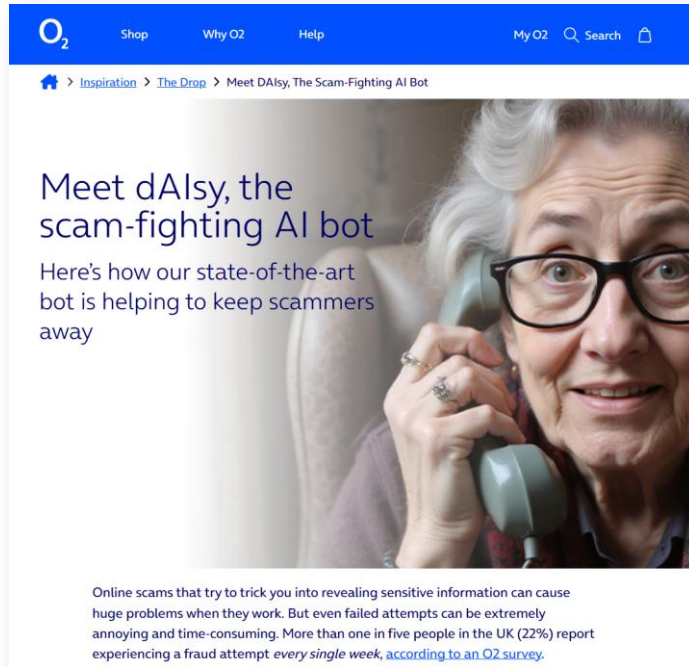 O2
Shop Why O2 Help My O2 Search
> Inspiration > The Drop > Meet DAIsy, The Scam-Fighting AI Bot
Meet dAIsy, the
scam-fighting AI bot
Here's how our state-of-the-art
bot is helping to keep scammers
away
Online scams that try to trick you into revealing sensitive information can cause
huge problems when they work. But even failed attempts can be extremely
annoying and time-consuming. More than one in five people in the UK (22%) report
experiencing a fraud attempt every single week, according to an O2 survey.